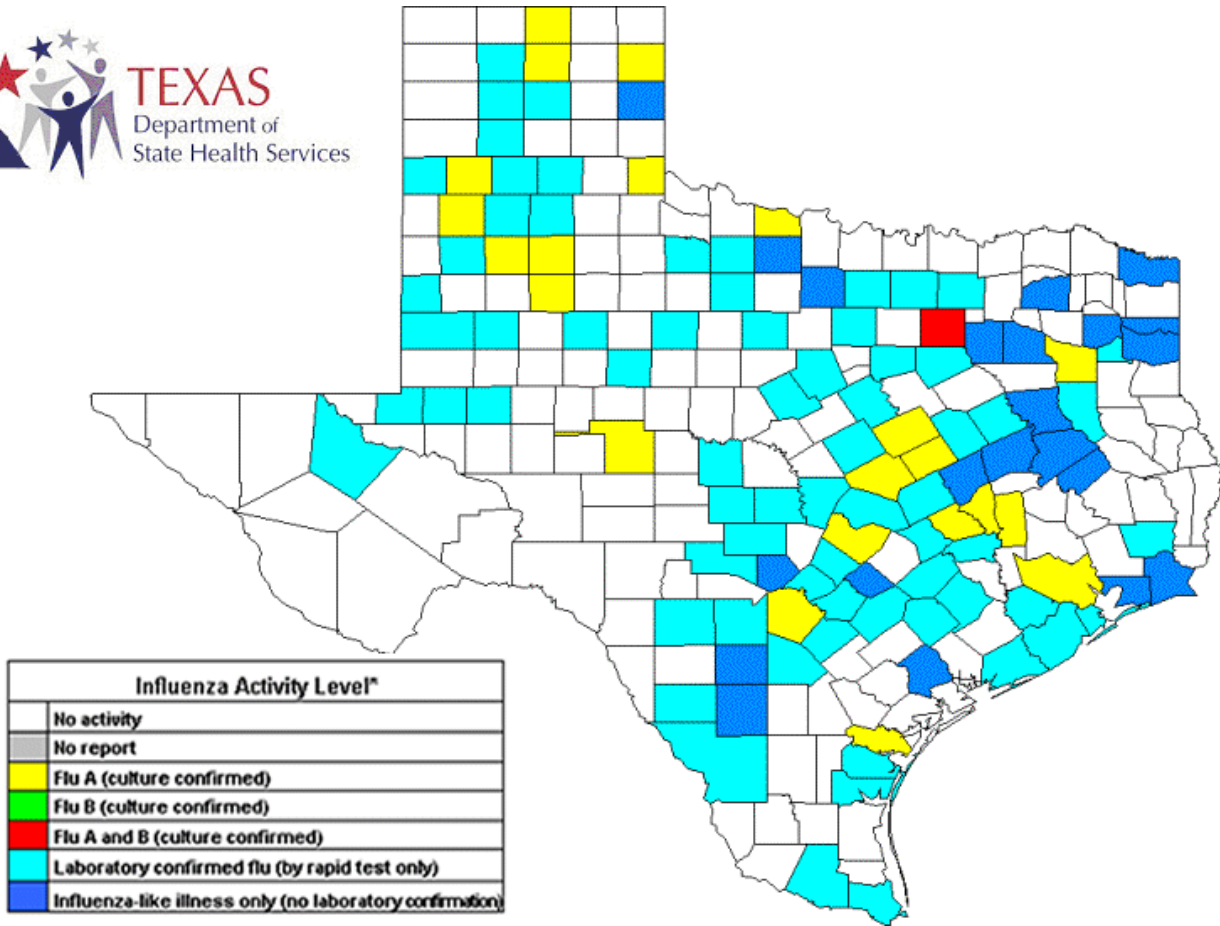 TEXAS
Department of
State Health Services
Influenza Activity Level*
No activity
No report
Flu A (culture confirmed)
Flu B (culture confirmed)
Flu A and B (culture confirmed)
Laboratory confirmed flu (by rapid test only)
Influenza-like illness only (no laboratory confirmation)